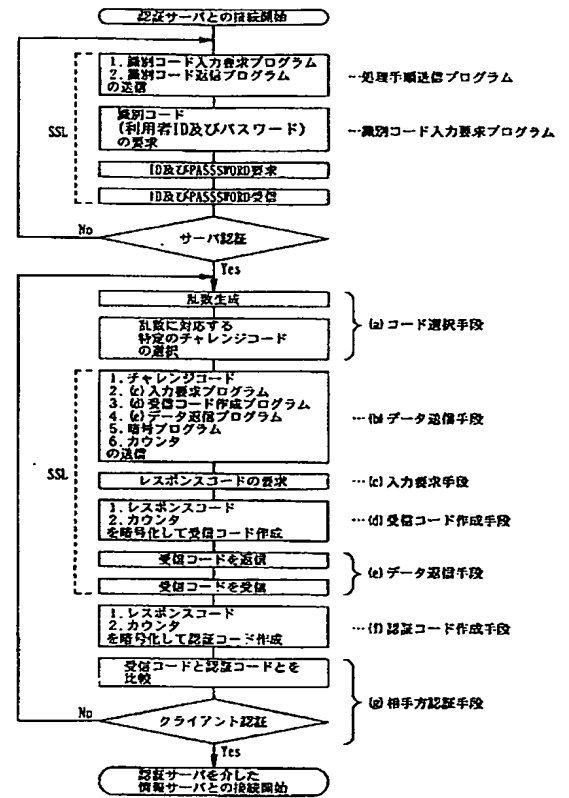 認証サーバとの接続開始
1. 識別コード入力要求プログラム
2. 識別コード返信プログラム
の送信
…処理手順送信プログラム
SSL
識別コード
(利用者ID及びパスワード)
の要求
…識別コード入力要求プログラム
ID及びPASSSWORD要求
ID及びPASSSWORD受信
No
サーバ認証
Yes
乱数生成
乱数に対応する
特定のチャレンジコード
の選択
(a) コード選択手段
1. チャレンジコード
2. (c) 入力要求プログラム
3. (d) 受信コード作成プログラム
4. (e) データ返信プログラム
5. 暗号プログラム
6. カウンタ
の送信
…(b) データ送信手段
SSL
レスポンスコードの要求
…(c) 入力要求手段
1. レスポンスコード
2. カウンタ
を暗号化して受信コード作成
…(d) 受信コード作成手段
受信コードを返信
受信コードを受信
(e) データ返信手段
1. レスポンスコード
2. カウンタ
を暗号化して認証コード作成
…(f) 認証コード作成手段
受信コードと認証コードとを
比較
(g) 相手方認証手段
No
クライアント認証
Yes
認証サーバを介した
情報サーバとの接続開始